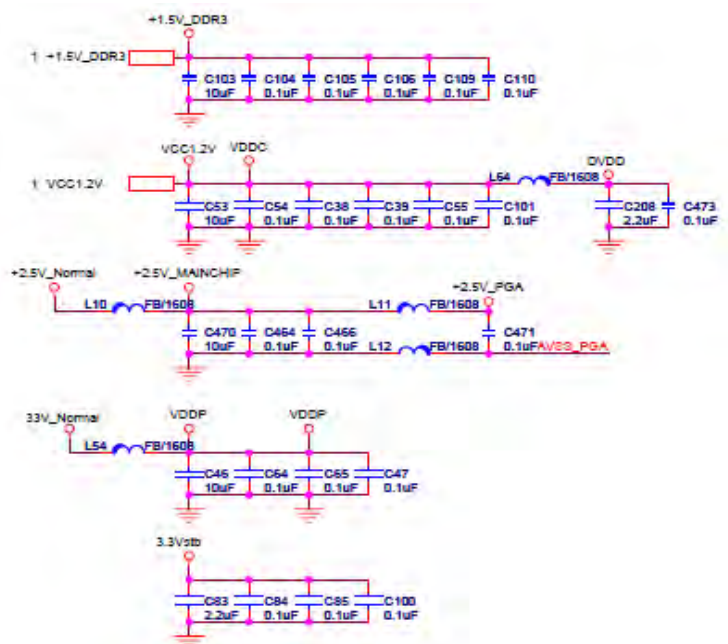 +1.5V_DDR3
1 +1.5V_DDR3
C103 C104 C105 C106 C109 C110
10uF 0.1uF 0.1uF 0.1uF 0.1uF 0.1uF
VCC1.2V VDDC
L64 FB/1608 DVDD
1 VCC1.2V
C53 C54 C38 C39 C55 C101 C208 C473
10uF 0.1uF 0.1uF 0.1uF 0.1uF 0.1uF 2.2uF 0.1uF
+2.5V_Normal +2.5V_MAINCHIP +2.5V_PGA
L10 FB/1608 L11 FB/1608
C470 C464 C466 C471
10uF 0.1uF 0.1uF L12 FB/1608 0.1uF AVSS_PGA
33V_Normal VDDP VDDP
L54 FB/1608
C46 C64 C65 C47
10uF 0.1uF 0.1uF 0.1uF
3.3Vstb
C83 C84 C85 C100
2.2uF 0.1uF 0.1uF 0.1uF